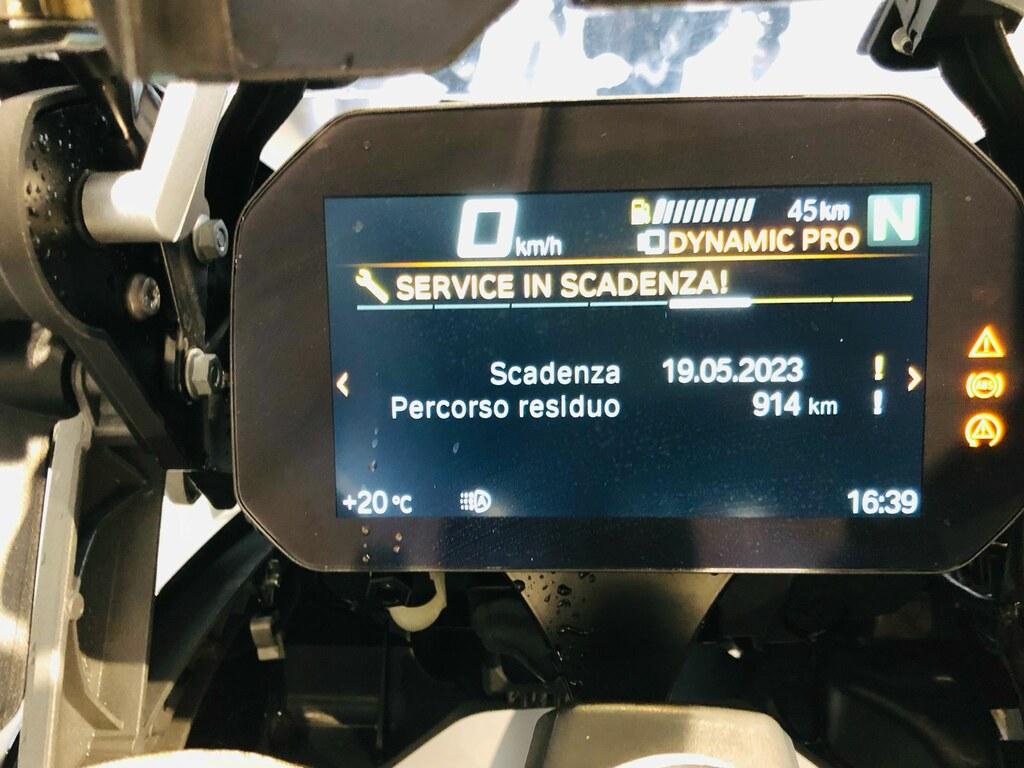 0 km/h
45 km
N
DYNAMIC PRO
SERVICE IN SCADENZA!
Scadenza 19.05.2023 !
Percorso residuo 914 km !
ABS
+20 °C
A
16:39